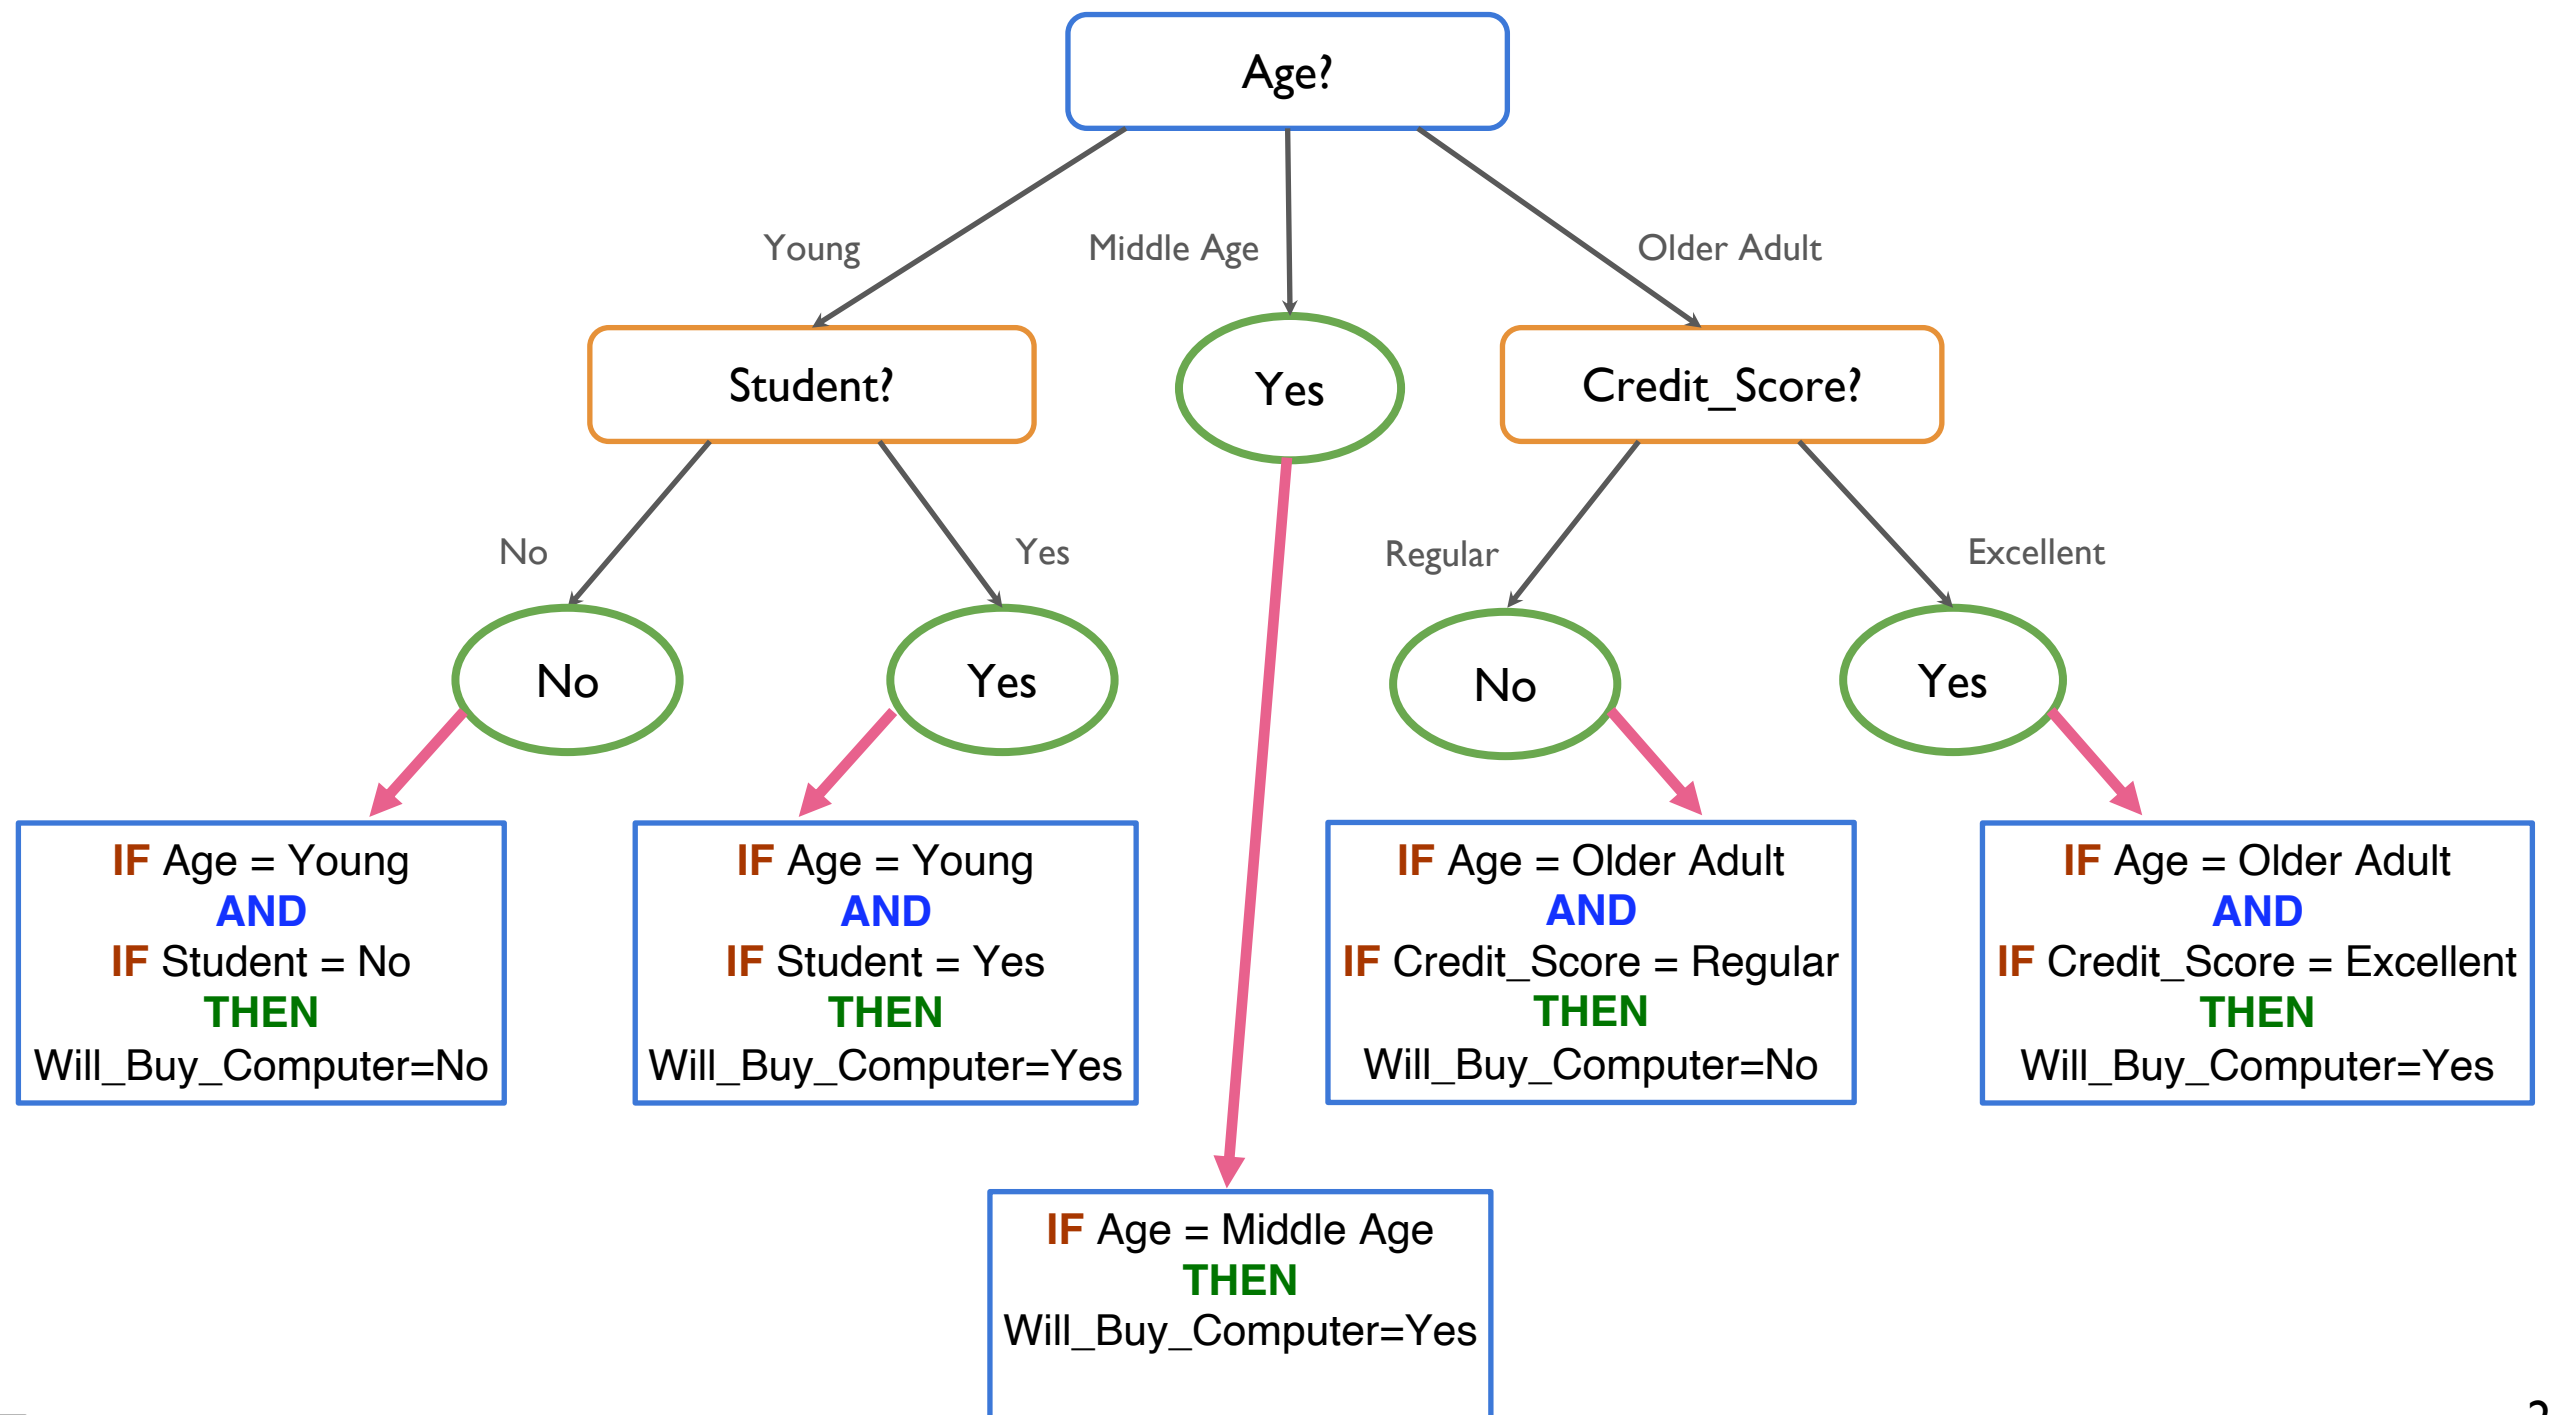 Age?
Young
Middle Age
Older Adult
Student?
Yes
Credit_Score?
No
Yes
Regular
Excellent
No
Yes
No
Yes
IF Age = Young
AND
IF Student = No
THEN
Will_Buy_Computer=No
IF Age = Young
AND
IF Student = Yes
THEN
Will_Buy_Computer=Yes
IF Age = Older Adult
AND
IF Credit_Score = Regular
THEN
Will_Buy_Computer=No
IF Age = Older Adult
AND
IF Credit_Score = Excellent
THEN
Will_Buy_Computer=Yes
IF Age = Middle Age
THEN
Will_Buy_Computer=Yes